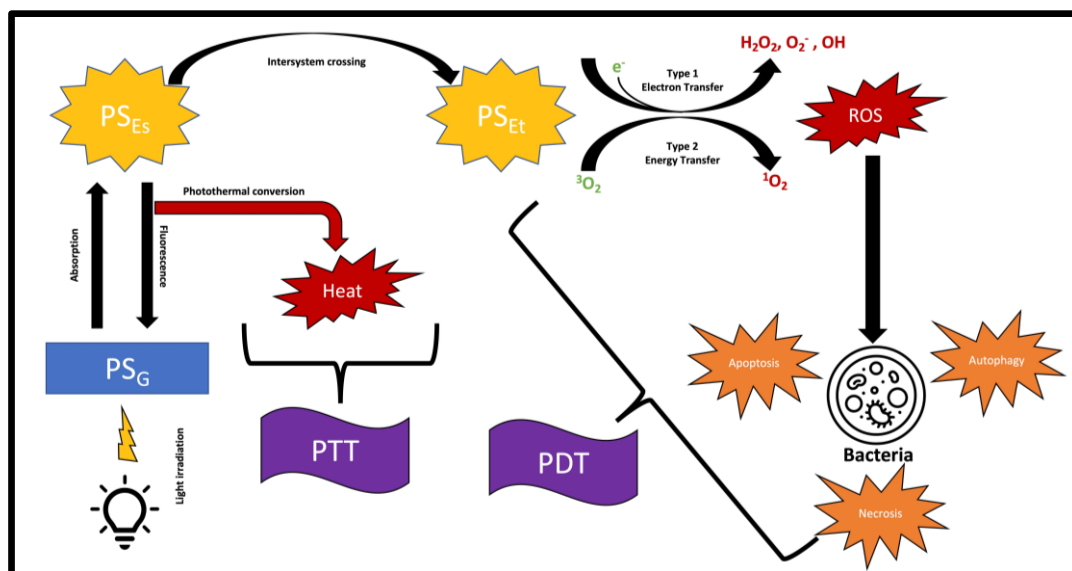 Intersystem crossing
PS_Es
PS_Et
e⁻
Type 1
Electron Transfer
H₂O₂, O₂⁻ , OH
Type 2
Energy Transfer
³O₂
¹O₂
ROS
Absorption
Fluorescence
Photothermal conversion
Heat
PS_G
Light irradiation
PTT
PDT
Apoptosis
Autophagy
Bacteria
Necrosis